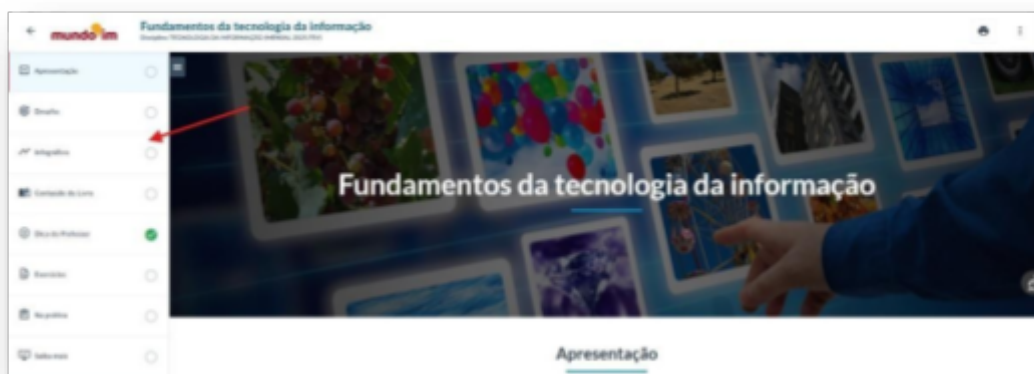 mundo im
Fundamentos da tecnologia da informação
Apresentação
Desafio
Infográfico
Conteúdo do Livro
Dica do Professor
Exercícios
Na prática
Saiba mais
Fundamentos da tecnologia da informação
Apresentação